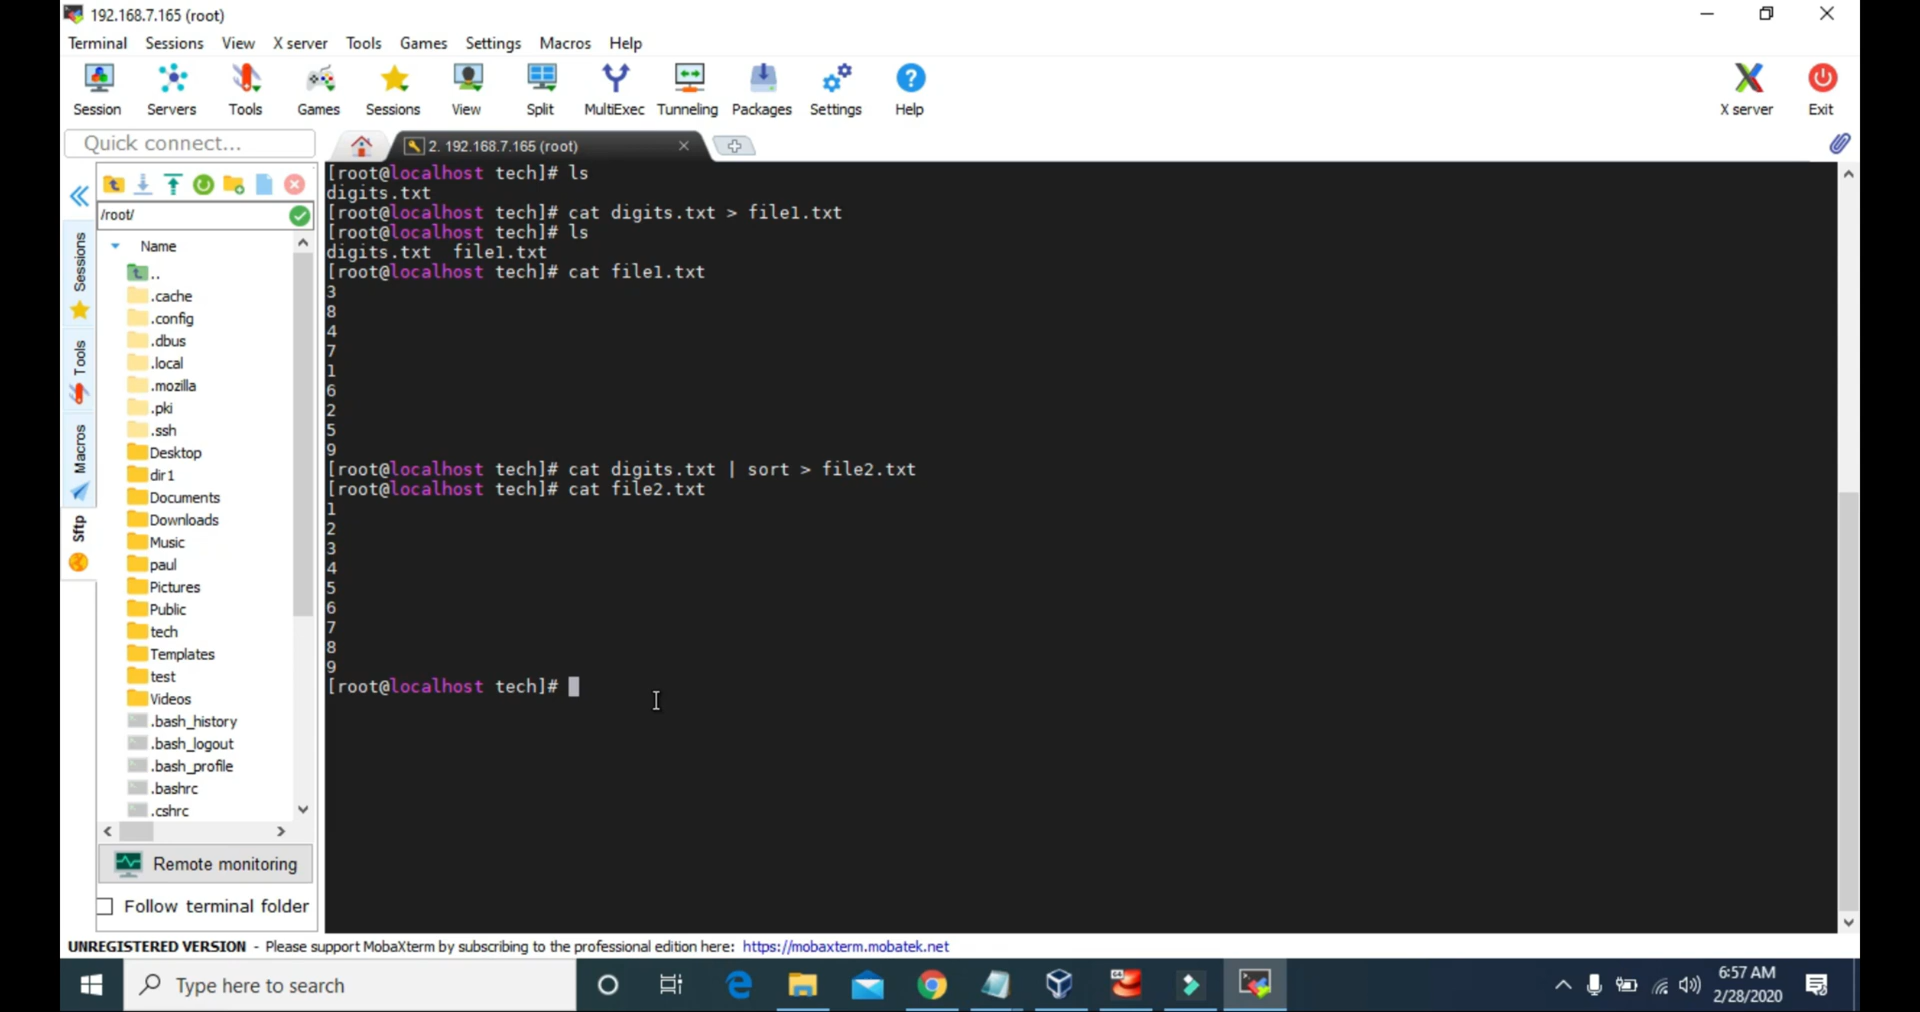 192.168.7.165 (root)
Terminal Sessions View X server Tools Games Settings Macros Help
Session Servers Tools Games Sessions View Split MultiExec Tunneling Packages Settings Help X server Exit
Quick connect...
2. 192.168.7.165 (root)
/root/
Name
..
.cache
.config
.dbus
.local
.mozilla
.pki
.ssh
Desktop
dir1
Documents
Downloads
Music
paul
Pictures
Public
tech
Templates
test
Videos
.bash_history
.bash_logout
.bash_profile
.bashrc
.cshrc
Sessions
Tools
Macros
Sftp
Remote monitoring
Follow terminal folder
[root@localhost tech]# ls
digits.txt
[root@localhost tech]# cat digits.txt > file1.txt
[root@localhost tech]# ls
digits.txt  file1.txt
[root@localhost tech]# cat file1.txt
3
8
4
7
1
6
2
5
9
[root@localhost tech]# cat digits.txt | sort > file2.txt
[root@localhost tech]# cat file2.txt
1
2
3
4
5
6
7
8
9
[root@localhost tech]#
UNREGISTERED VERSION - Please support MobaXterm by subscribing to the professional edition here: https://mobaxterm.mobatek.net
Type here to search
64
6:57 AM
2/28/2020